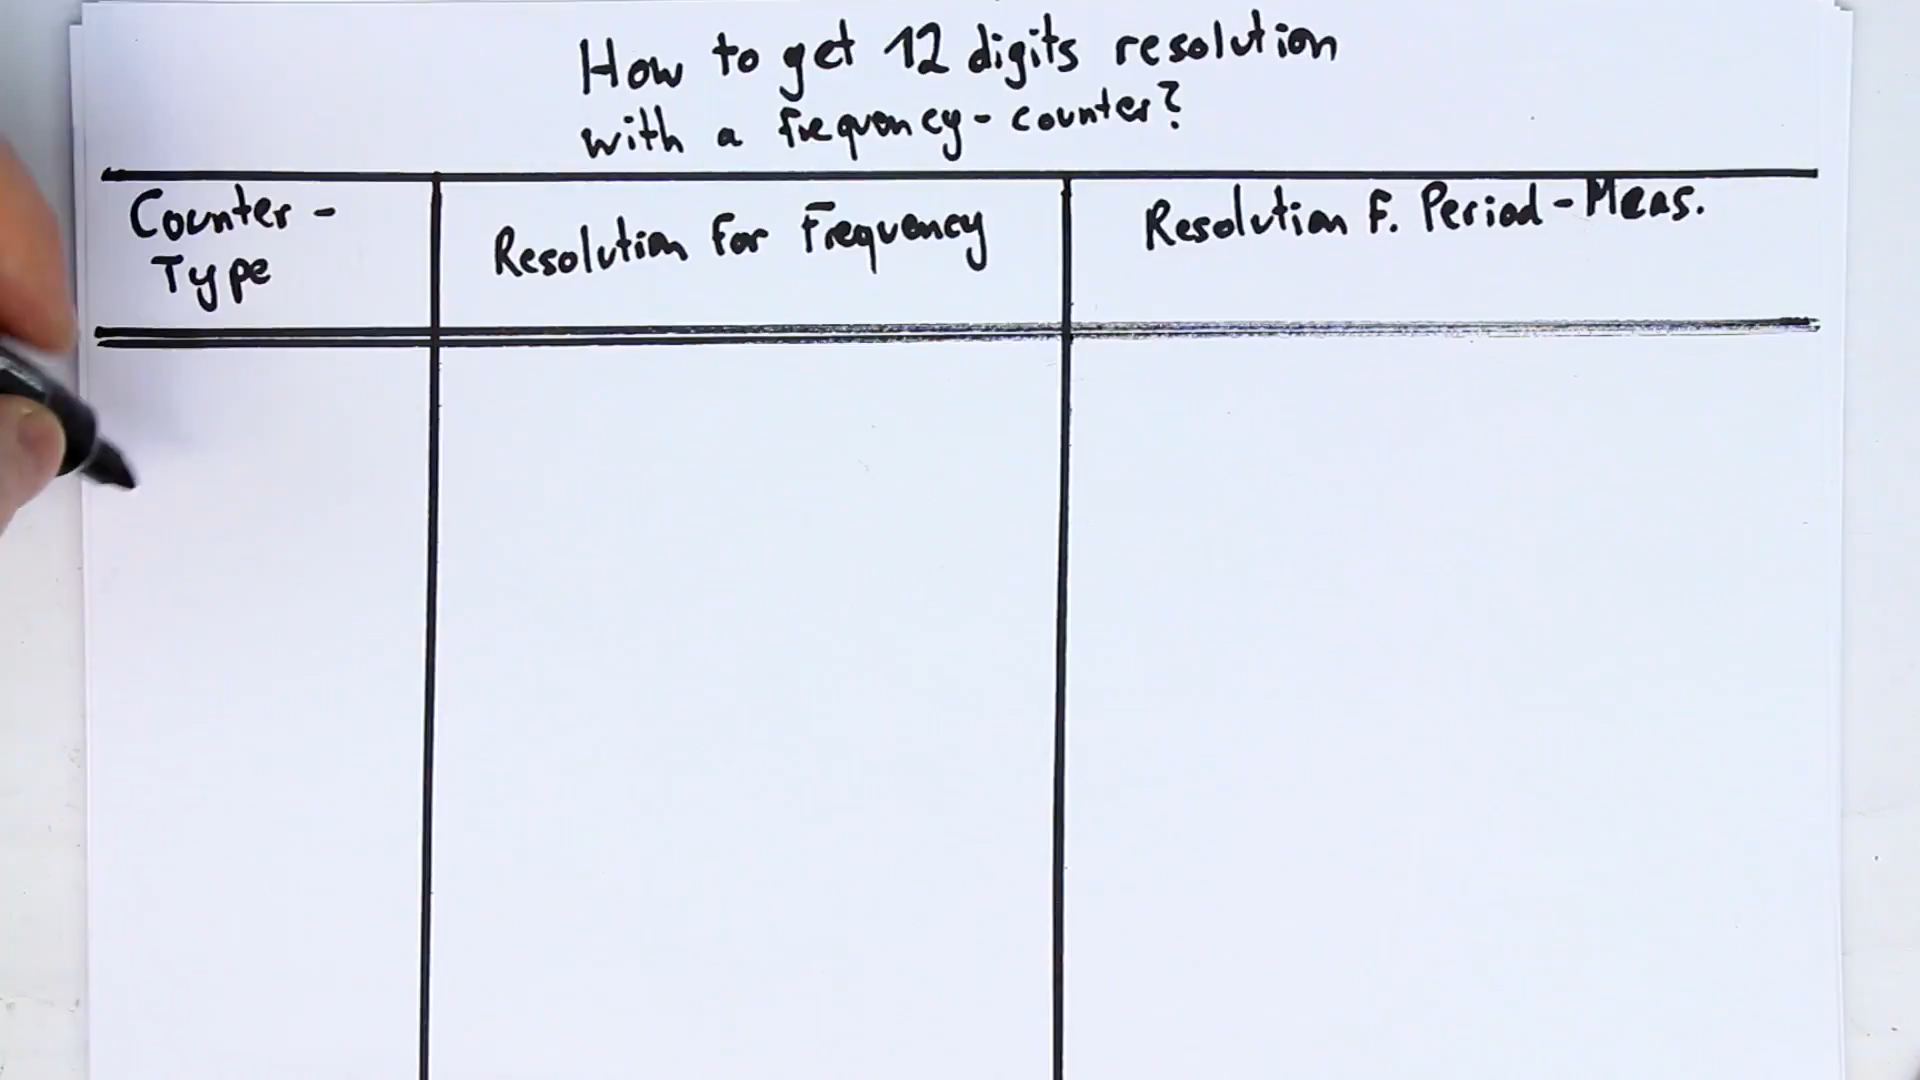 How to get 12 digits resolution
with a frequency-counter?
Counter-
Type
Resolution for Frequency
Resolution f. Period-Meas.